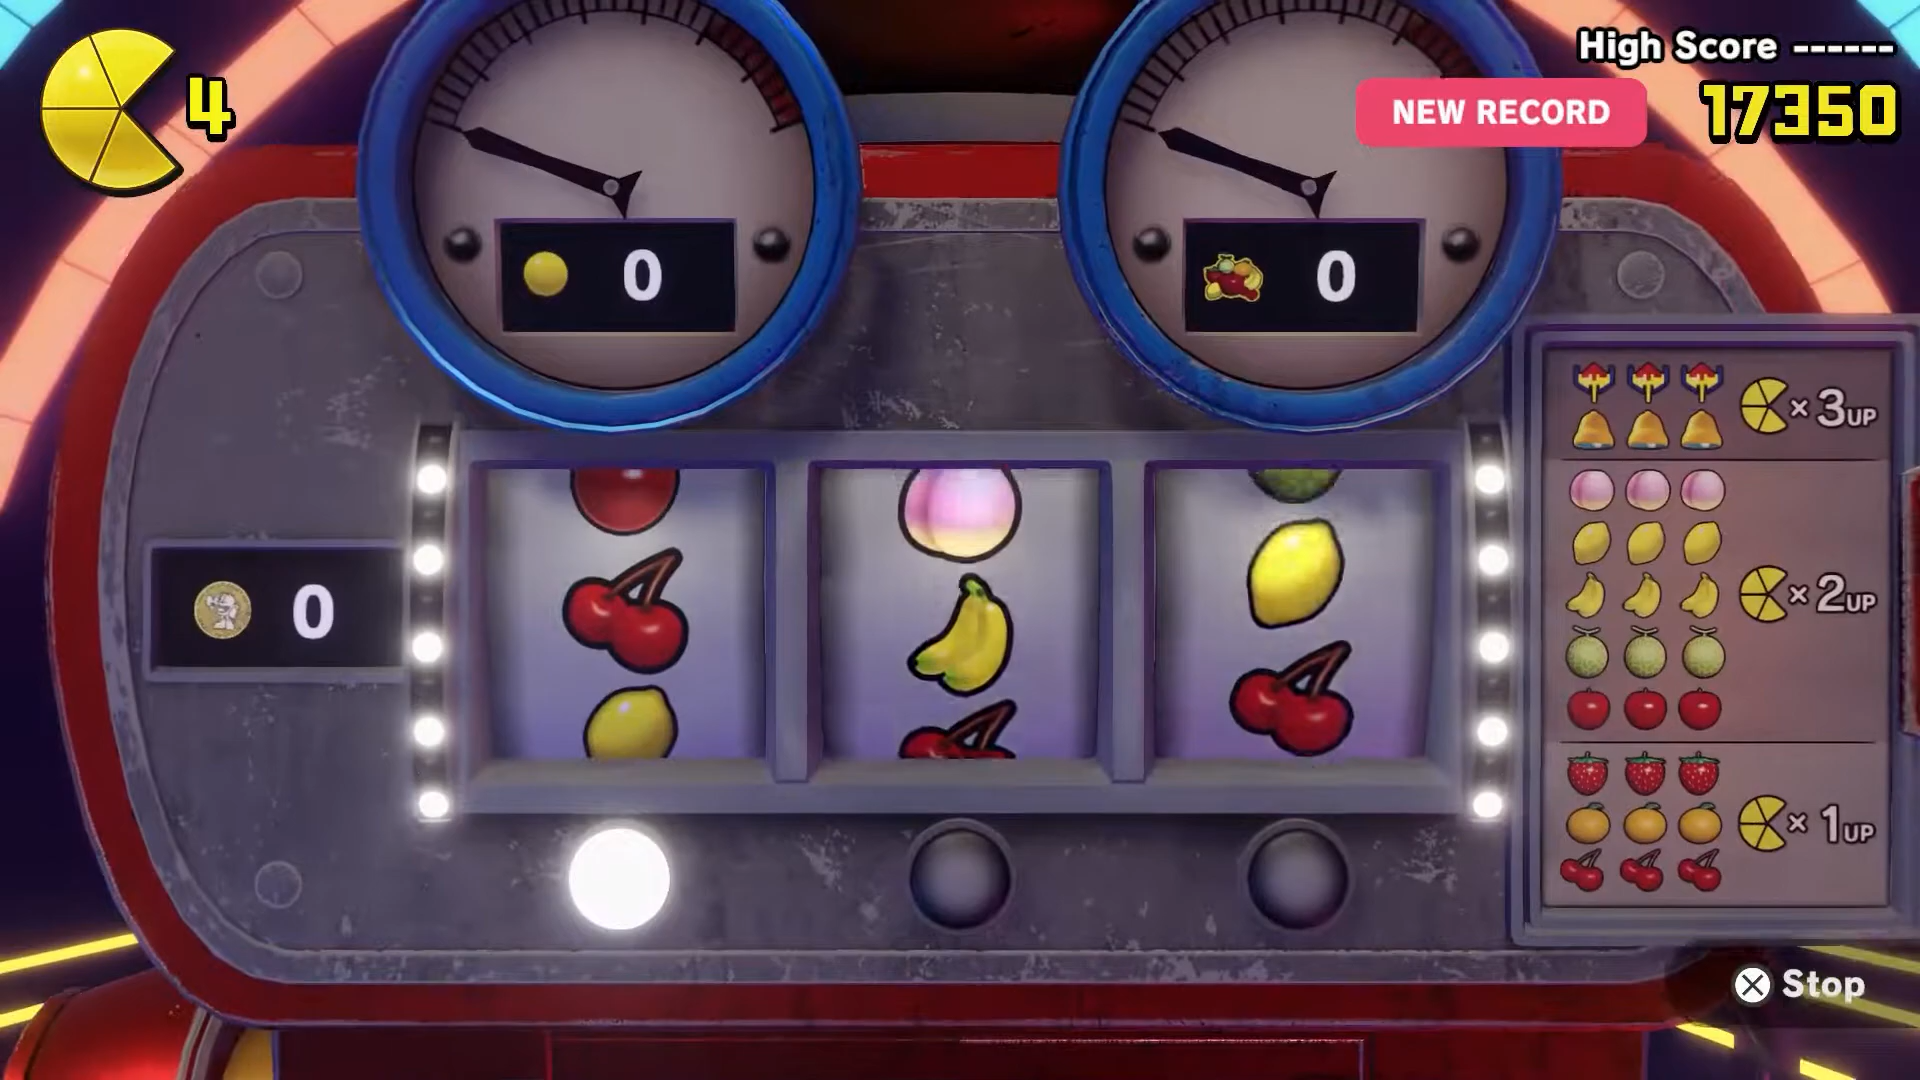 4
High Score ------
NEW RECORD
17350
0
0
0
× 3UP
× 2UP
× 1UP
Stop